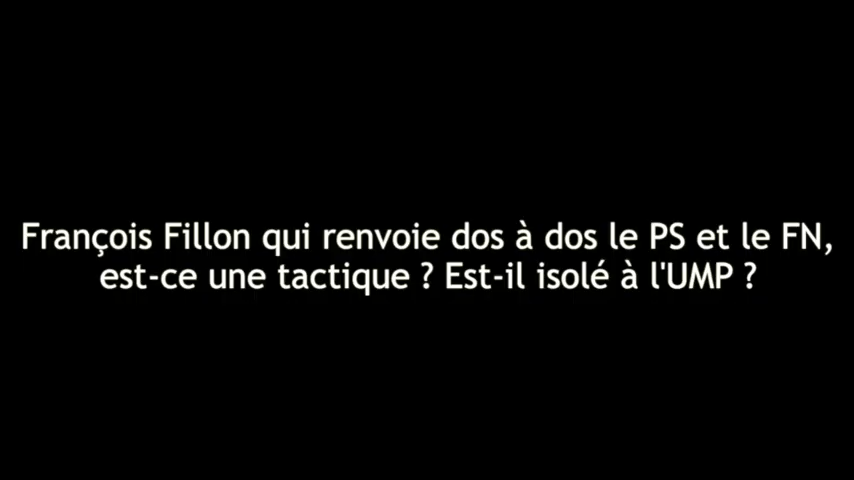 François Fillon qui renvoie dos à dos le PS et le FN,
est-ce une tactique ? Est-il isolé à l'UMP ?